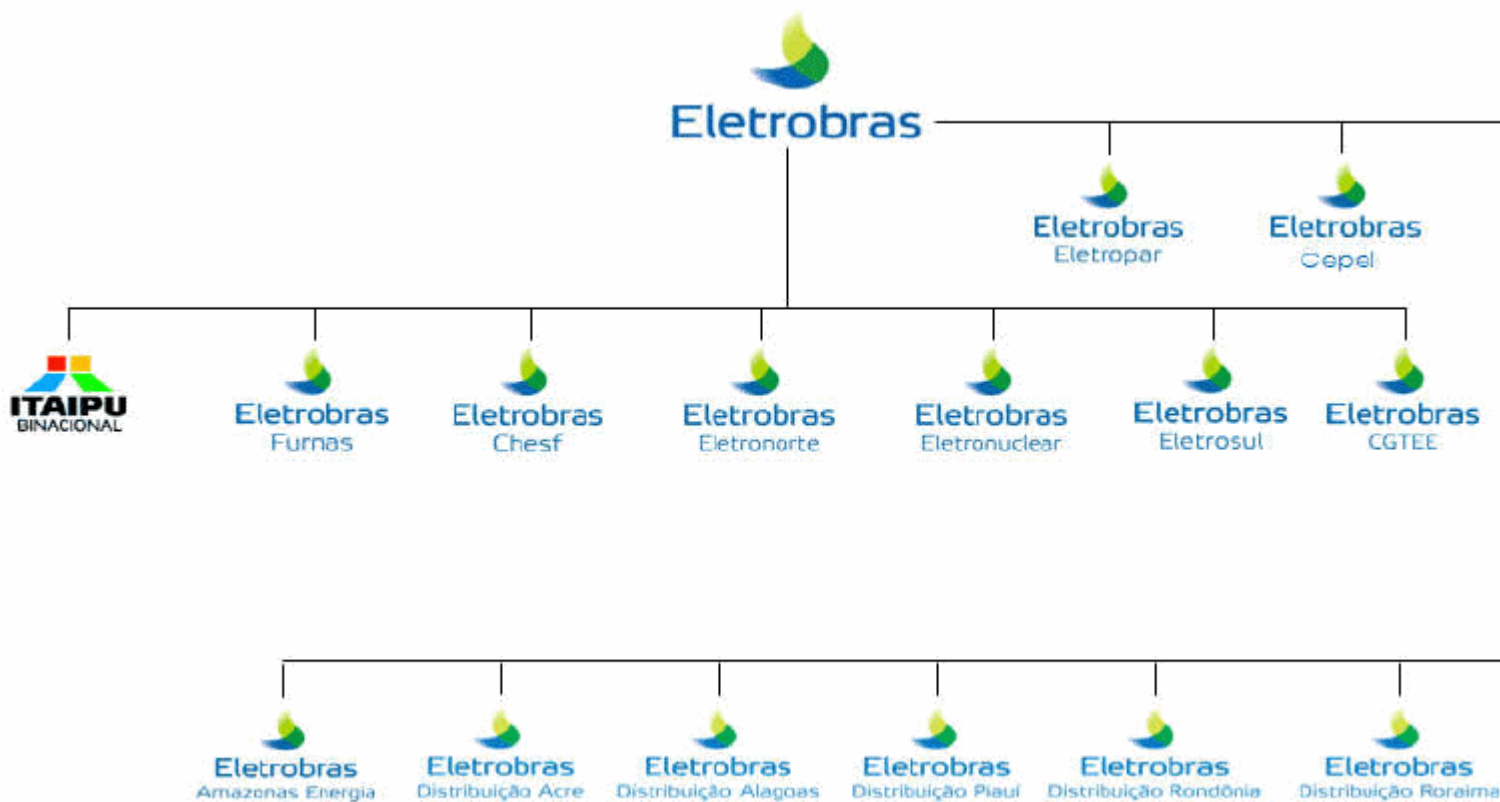 Eletrobras
Eletrobras
Eletropar
Eletrobras
Cepel
ITAIPU
BINACIONAL
Eletrobras
Furnas
Eletrobras
Chesf
Eletrobras
Eletronorte
Eletrobras
Eletronuclear
Eletrobras
Eletrosul
Eletrobras
CGTEE
Eletrobras
Amazonas Energia
Eletrobras
Distribuição Acre
Eletrobras
Distribuição Alagoas
Eletrobras
Distribuição Piauí
Eletrobras
Distribuição Rondônia
Eletrobras
Distribuição Roraima